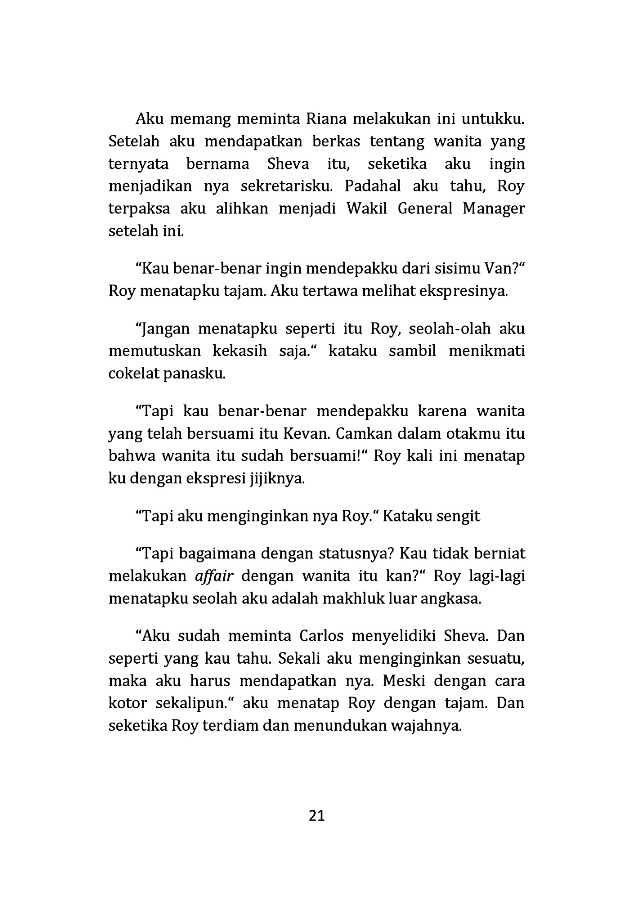 Aku memang meminta Riana melakukan ini untukku.
Setelah aku mendapatkan berkas tentang wanita yang
ternyata bernama Sheva itu, seketika aku ingin
menjadikan nya sekretarisku. Padahal aku tahu, Roy
terpaksa aku alihkan menjadi Wakil General Manager
setelah ini.
“Kau benar-benar ingin mendepakku dari sisimu Van?“
Roy menatapku tajam. Aku tertawa melihat ekspresinya.
“Jangan menatapku seperti itu Roy, seolah-olah aku
memutuskan kekasih saja.“ kataku sambil menikmati
cokelat panasku.
“Tapi kau benar-benar mendepakku karena wanita
yang telah bersuami itu Kevan. Camkan dalam otakmu itu
bahwa wanita itu sudah bersuami!“ Roy kali ini menatap
ku dengan ekspresi jijiknya.
“Tapi aku menginginkan nya Roy.“ Kataku sengit
“Tapi bagaimana dengan statusnya? Kau tidak berniat
melakukan affair dengan wanita itu kan?“ Roy lagi-lagi
menatapku seolah aku adalah makhluk luar angkasa.
“Aku sudah meminta Carlos menyelidiki Sheva. Dan
seperti yang kau tahu. Sekali aku menginginkan sesuatu,
maka aku harus mendapatkan nya. Meski dengan cara
kotor sekalipun.“ aku menatap Roy dengan tajam. Dan
seketika Roy terdiam dan menundukan wajahnya.
21